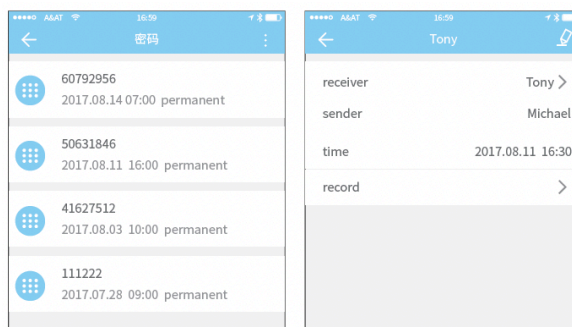 A&AT 16:59
密码
60792956
2017.08.14 07:00 permanent
50631846
2017.08.11 16:00 permanent
41627512
2017.08.03 10:00 permanent
111222
2017.07.28 09:00 permanent
A&AT 16:59
Tony
receiver Tony
sender Michael
time 2017.08.11 16:30
record